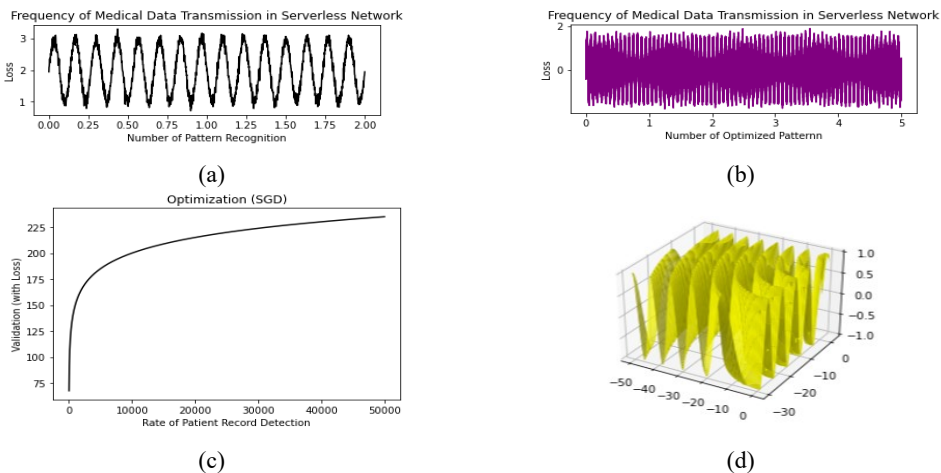 Frequency of Medical Data Transmission in Serverless Network
3
2
1
Loss
0.00 0.25 0.50 0.75 1.00 1.25 1.50 1.75 2.00
Number of Pattern Recognition
(a)
Frequency of Medical Data Transmission in Serverless Network
2
0
Loss
0 1 2 3 4 5
Number of Optimized Patternn
(b)
Optimization (SGD)
225
200
175
150
125
100
75
Validation (with Loss)
0 10000 20000 30000 40000 50000
Rate of Patient Record Detection
(c)
1.0
0.5
0.0
−0.5
−1.0
0
−10
−20
−30
−50 −40 −30 −20 −10 0
(d)